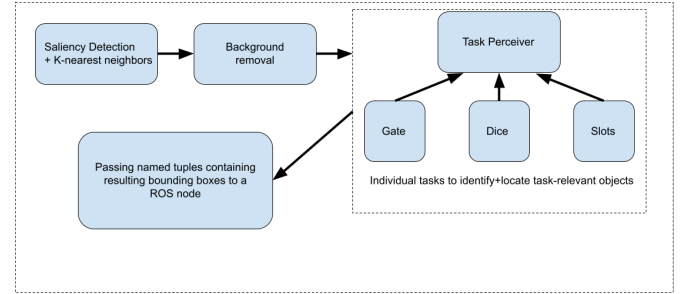 Saliency Detection
+ K-nearest neighbors
Background
removal
Task Perceiver
Gate
Dice
Slots
Individual tasks to identify+locate task-relevant objects
Passing named tuples containing
resulting bounding boxes to a
ROS node